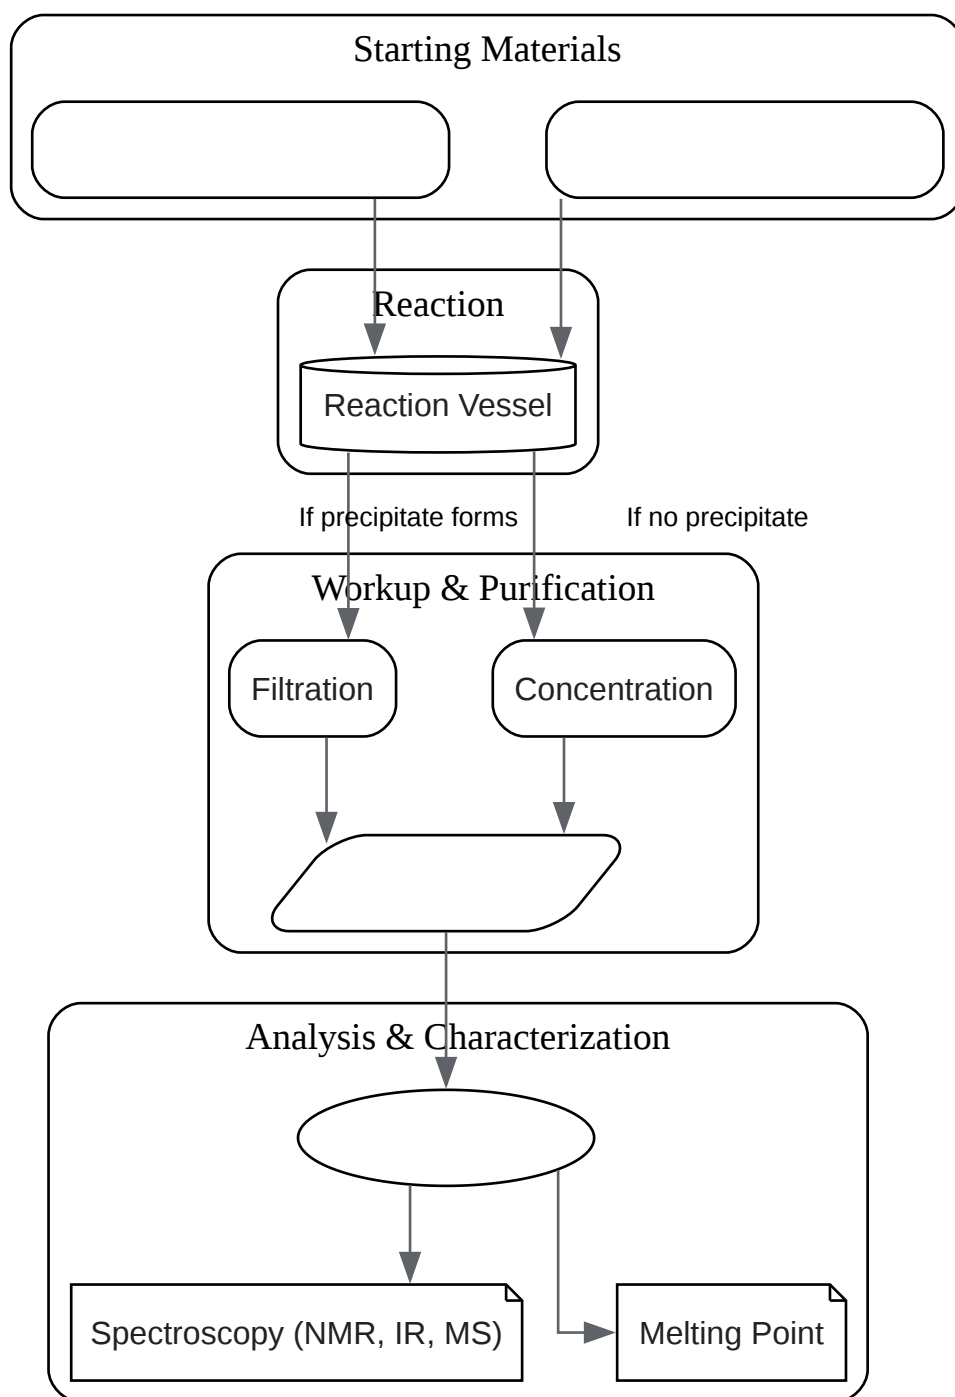 Starting Materials
Reaction
Reaction Vessel
If precipitate forms
If no precipitate
Workup & Purification
Filtration
Concentration
Analysis & Characterization
Spectroscopy (NMR, IR, MS)
Melting Point